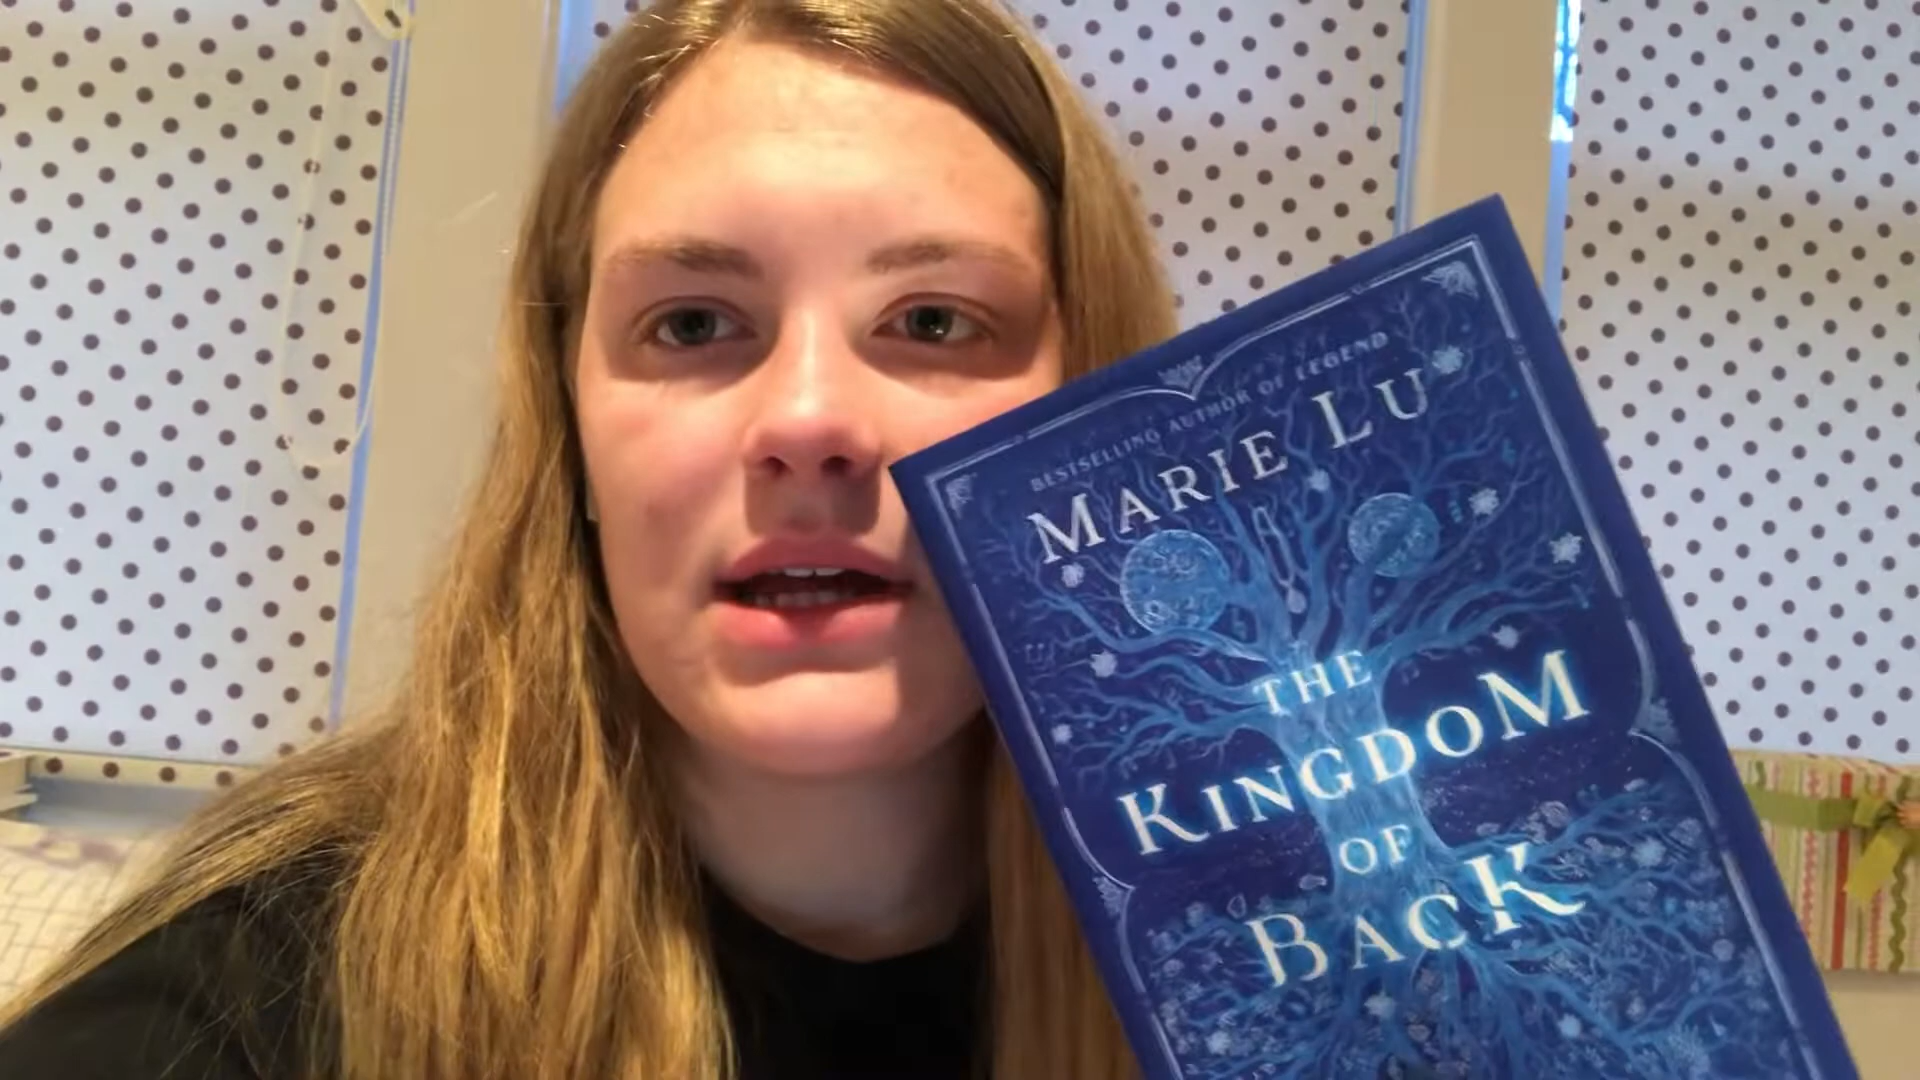 BESTSELLING AUTHOR OF LEGEND
MARIE LU
THE
KINGDOM
OF
BACK